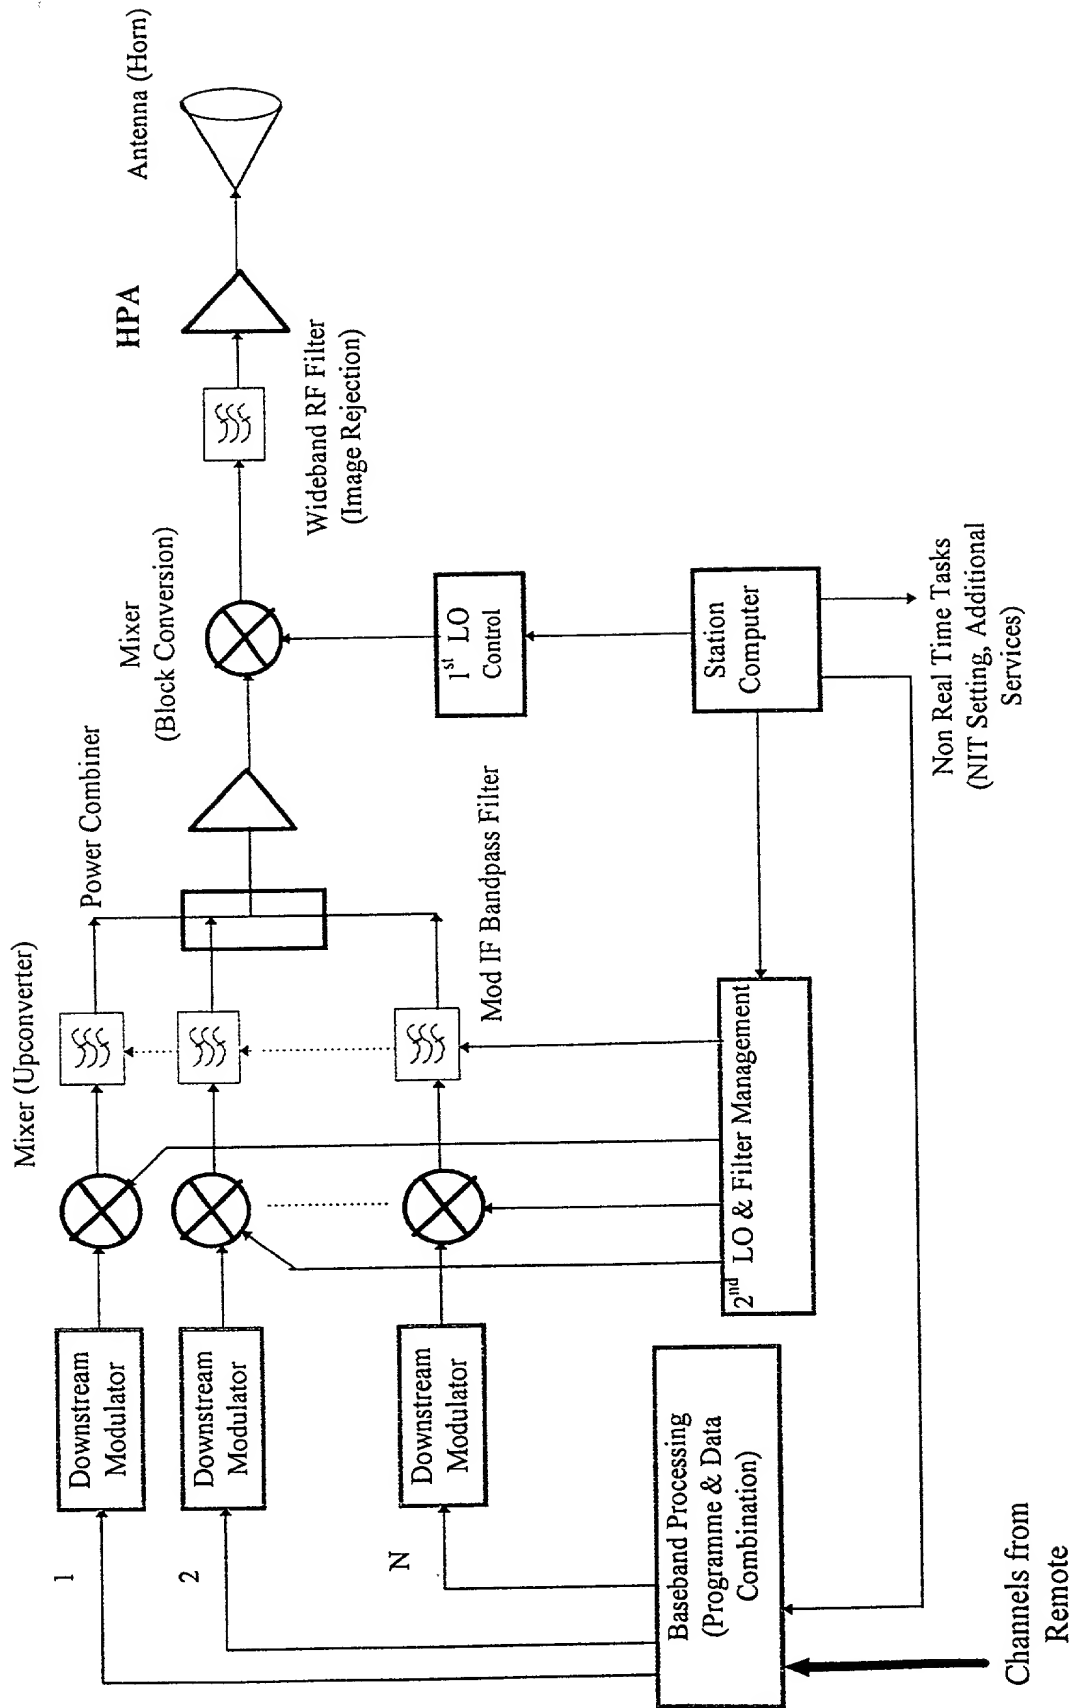 Antenna (Horn)
HPA
Wideband RF Filter
(Image Rejection)
Mixer
(Block Conversion)
Power Combiner
Mixer (Upconverter)
Mod IF Bandpass Filter
1st LO
Control
Station
Computer
Non Real Time Tasks
(NIT Setting, Additional
Services)
2nd LO & Filter Management
Downstream
Modulator
Downstream
Modulator
Downstream
Modulator
1
2
N
Baseband Processing
(Programme & Data
Combination)
Channels from
Remote